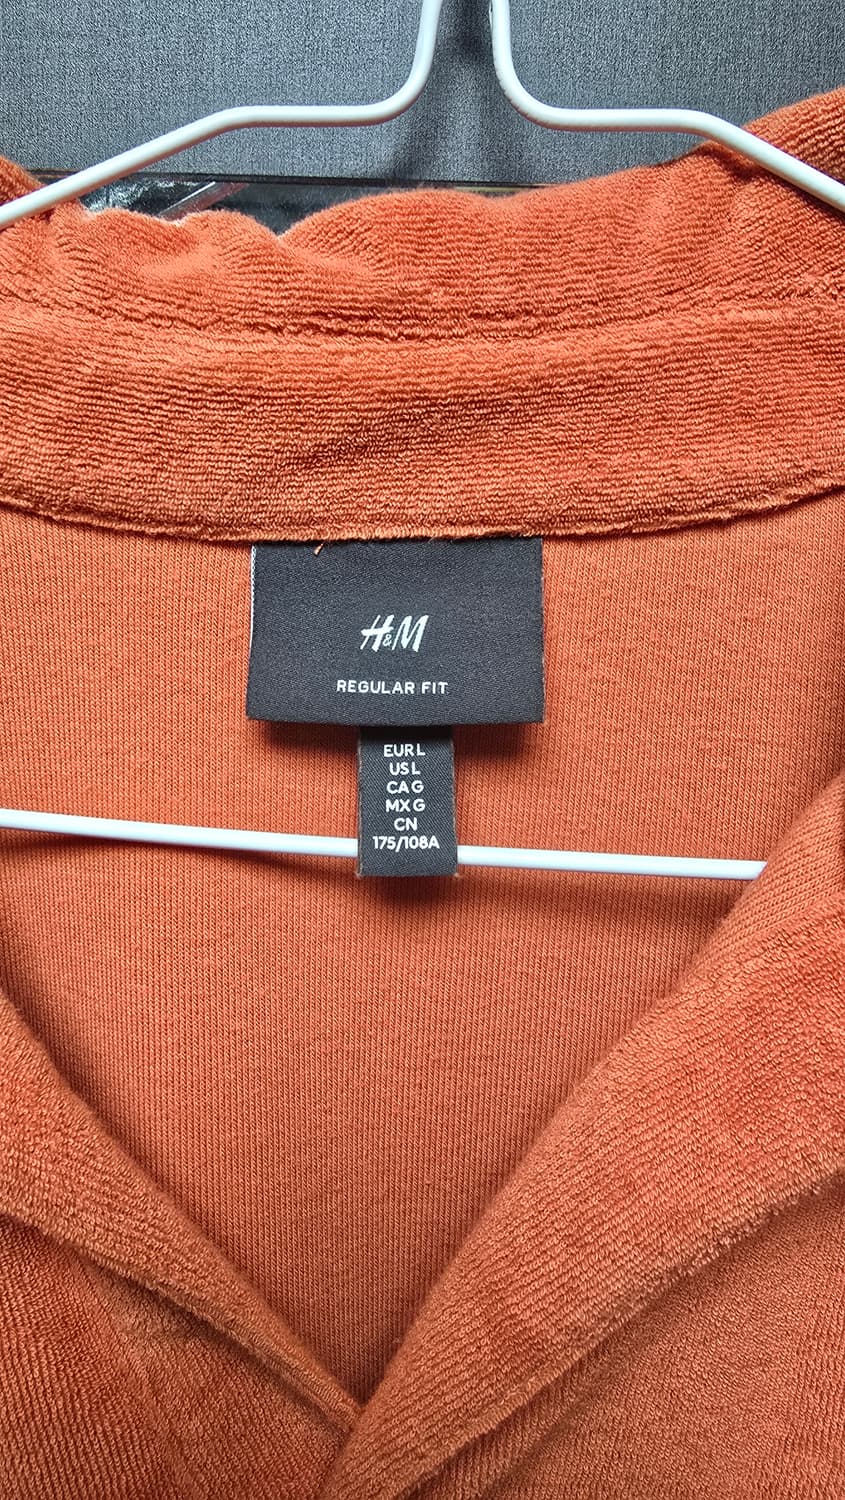 H&M
REGULAR FIT
EUR L
US L
CA G
MX G
CN
175/108A